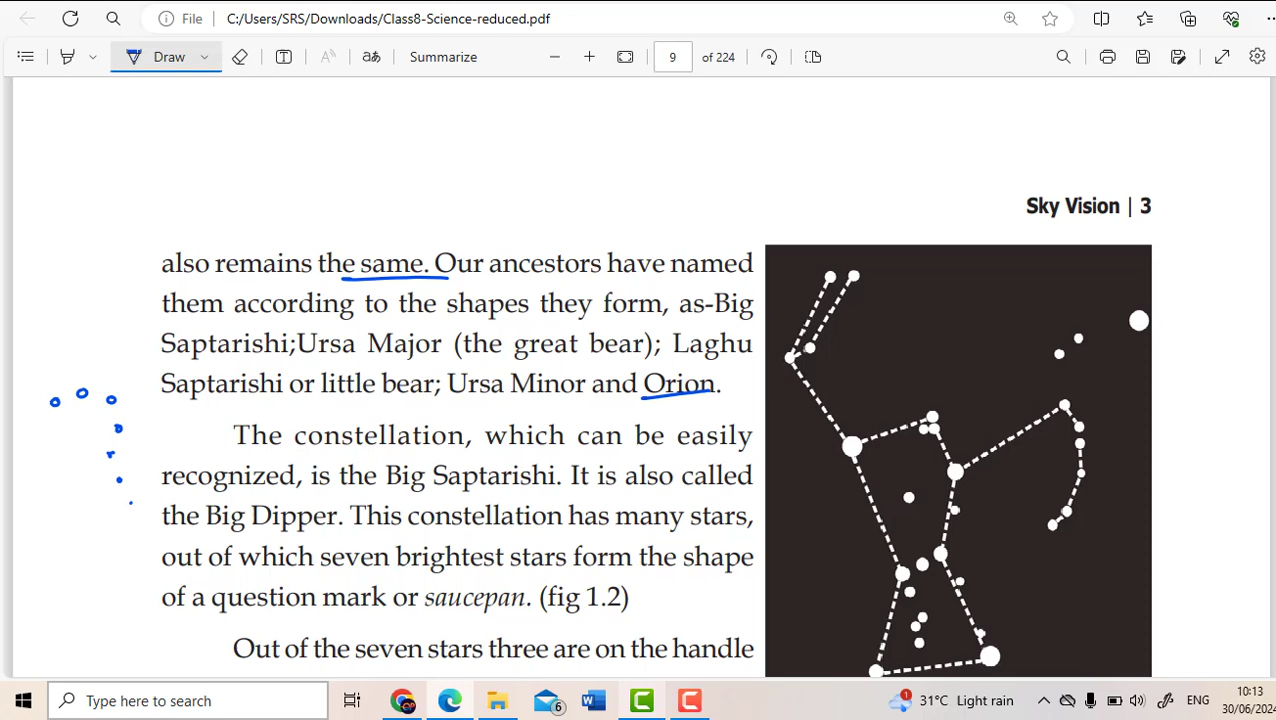 File C:/Users/SRS/Downloads/Class8-Science-reduced.pdf
Draw aあ Summarize 9 of 224
Sky Vision | 3
also remains the same. Our ancestors have named
them according to the shapes they form, as-Big
Saptarishi;Ursa Major (the great bear); Laghu
Saptarishi or little bear; Ursa Minor and Orion.
The constellation, which can be easily
recognized, is the Big Saptarishi. It is also called
the Big Dipper. This constellation has many stars,
out of which seven brightest stars form the shape
of a question mark or saucepan. (fig 1.2)
Out of the seven stars three are on the handle
Type here to search 6 1 31°C Light rain ENG 10:13
30/06/2024